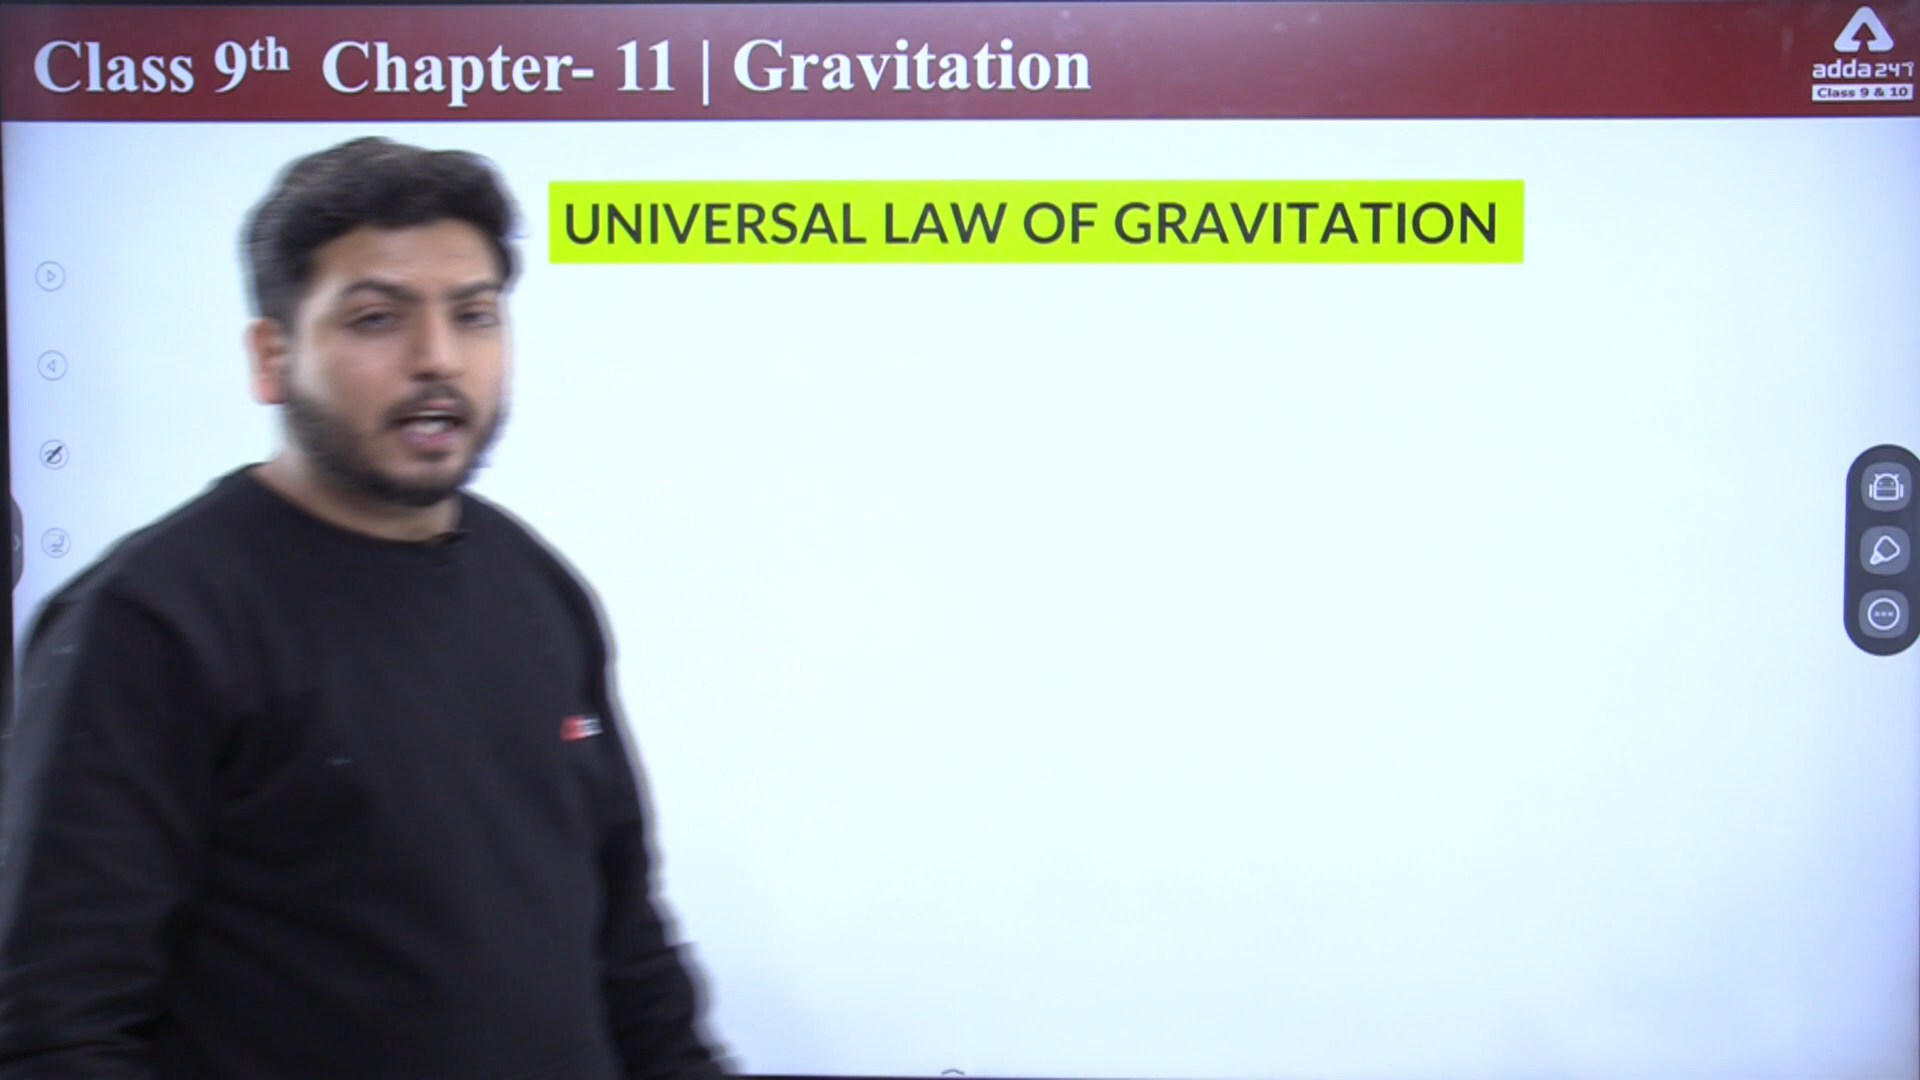 Class 9th Chapter- 11 | Gravitation
adda247
Class 9 & 10
UNIVERSAL LAW OF GRAVITATION